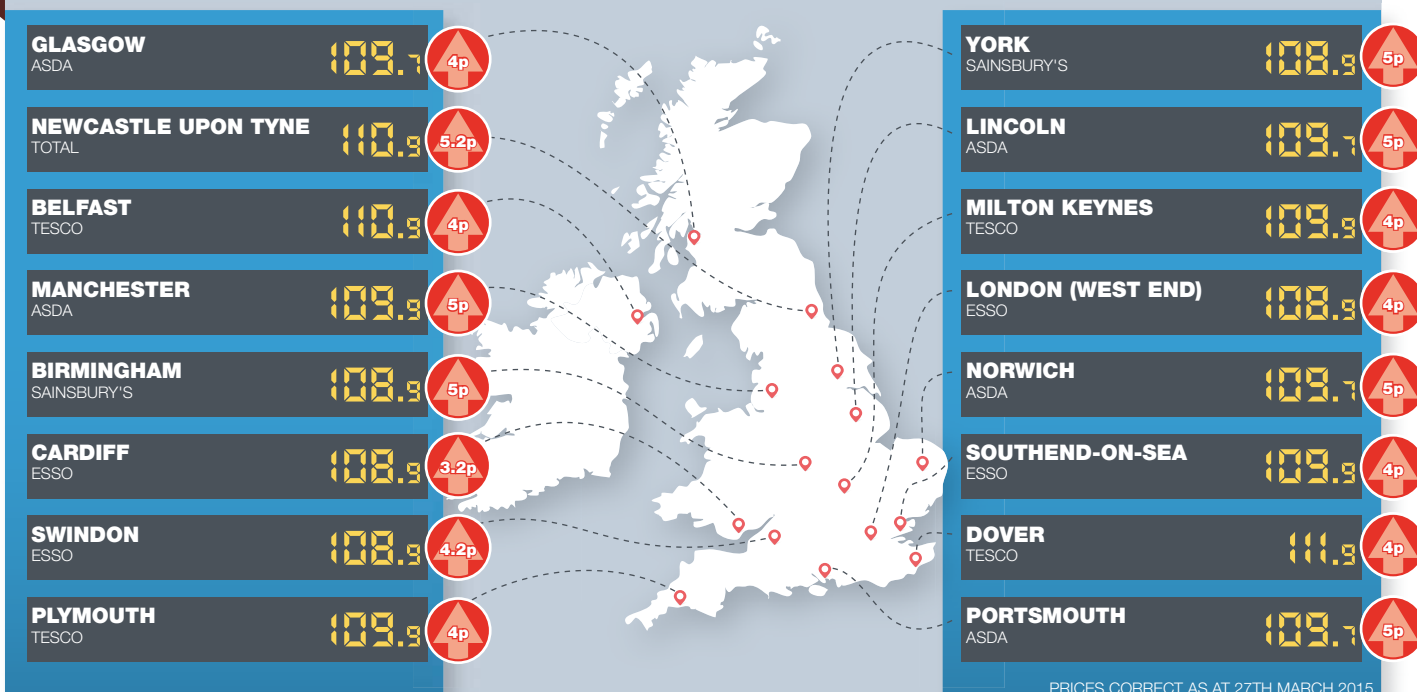 GLASGOW
ASDA
109.7
4p
NEWCASTLE UPON TYNE
TOTAL
110.9
5.2p
BELFAST
TESCO
110.9
4p
MANCHESTER
ASDA
109.9
5p
BIRMINGHAM
SAINSBURY'S
108.9
5p
CARDIFF
ESSO
108.9
3.2p
SWINDON
ESSO
108.9
4.2p
PLYMOUTH
TESCO
109.9
4p
YORK
SAINSBURY'S
108.9
5p
LINCOLN
ASDA
109.7
5p
MILTON KEYNES
TESCO
109.9
4p
LONDON (WEST END)
ESSO
108.9
4p
NORWICH
ASDA
109.7
5p
SOUTHEND-ON-SEA
ESSO
109.9
4p
DOVER
TESCO
111.9
4p
PORTSMOUTH
ASDA
109.7
5p
PRICES CORRECT AS AT 27TH MARCH 2015